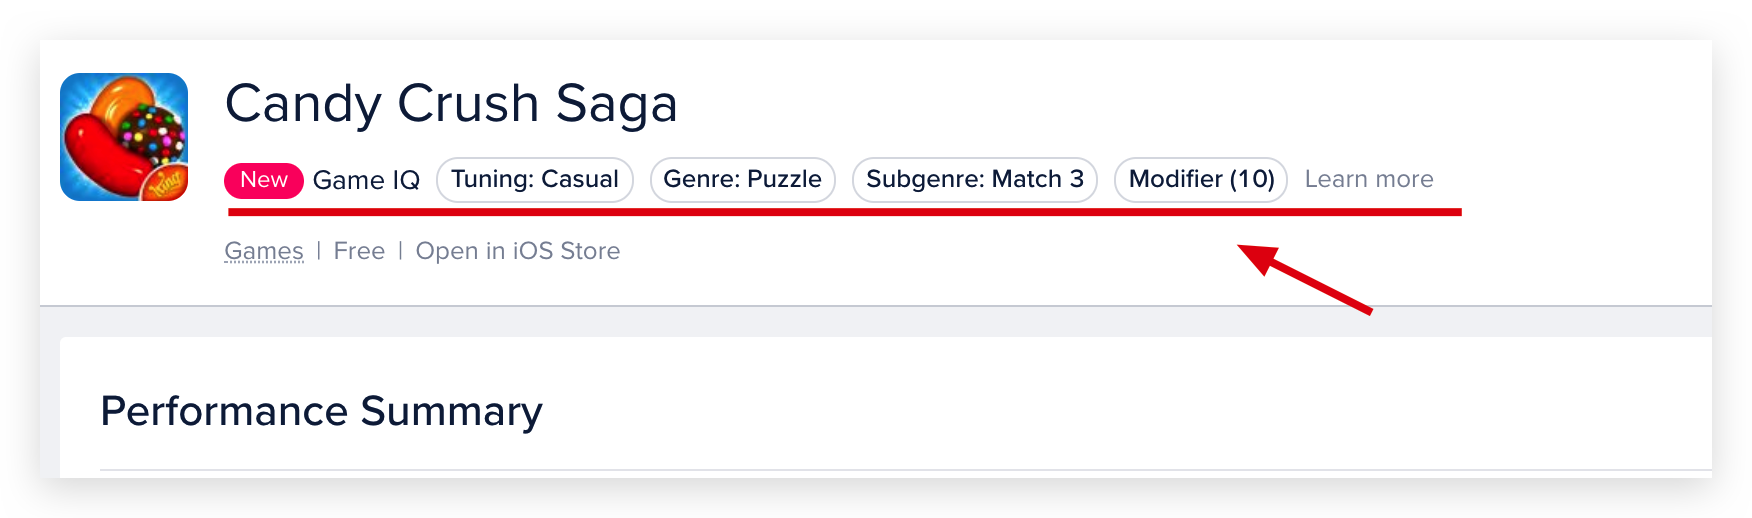 Candy Crush Saga
New Game IQ Tuning: Casual Genre: Puzzle Subgenre: Match 3 Modifier (10) Learn more
Games | Free | Open in iOS Store
King
Performance Summary